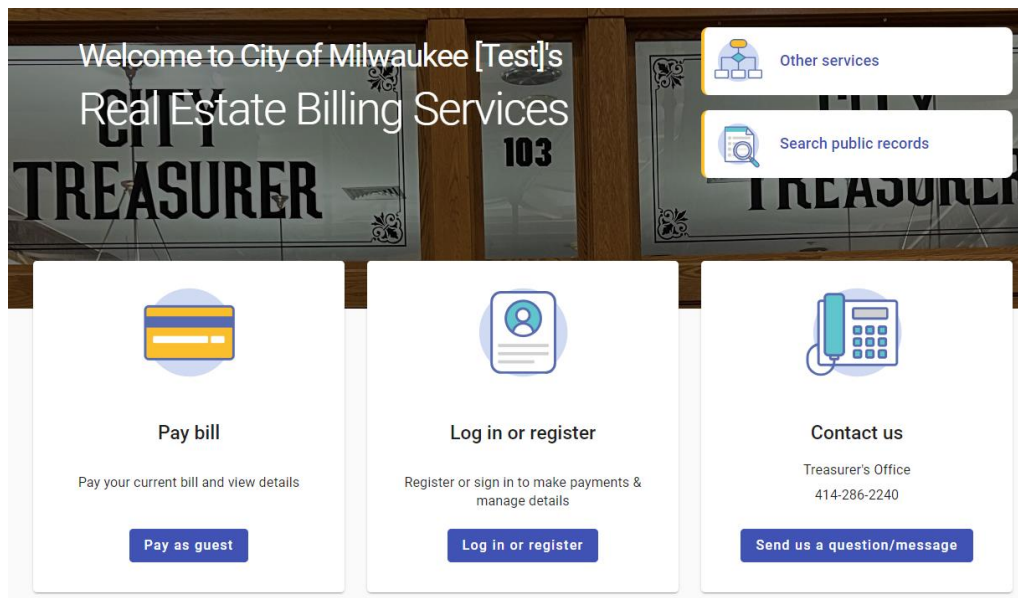 Welcome to City of Milwaukee [Test]'s
Real Estate Billing Services
Other services
Search public records
CITY
TREASURER
103
CITY
TREASURER
Pay bill
Pay your current bill and view details
Pay as guest
Log in or register
Register or sign in to make payments &
manage details
Log in or register
Contact us
Treasurer's Office
414-286-2240
Send us a question/message